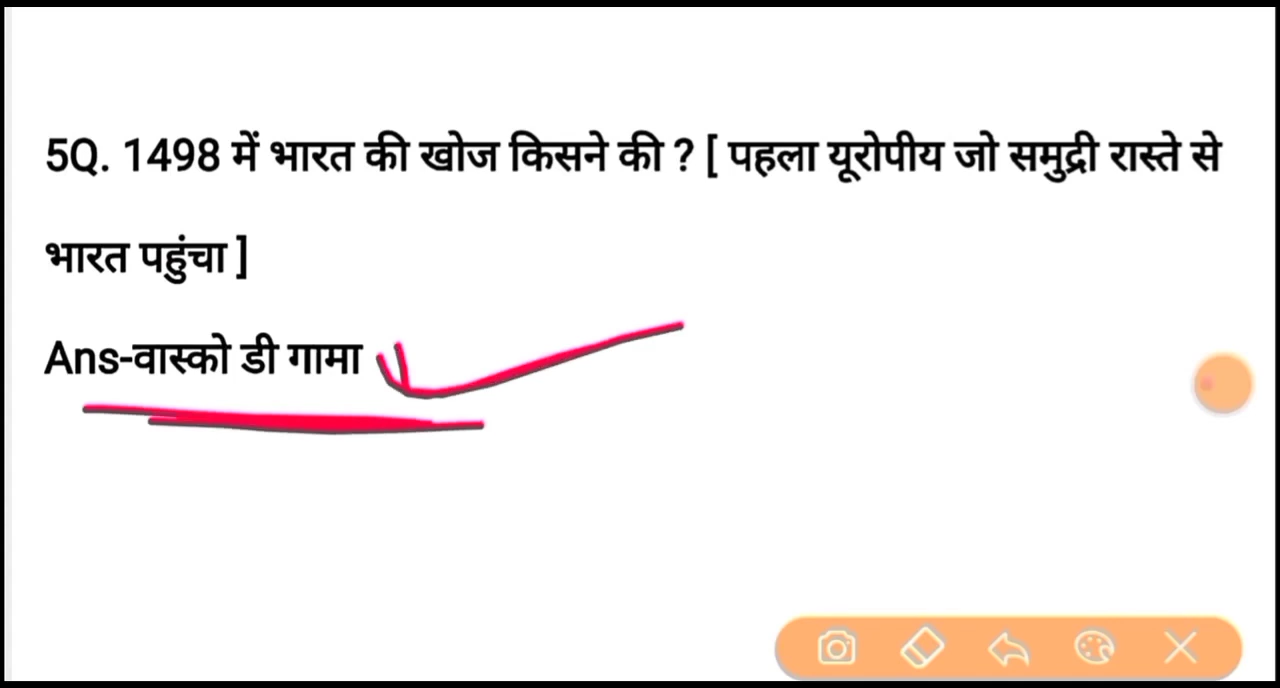 5Q. 1498 में भारत की खोज किसने की ? [ पहला यूरोपीय जो समुद्री रास्ते से
भारत पहुंचा ]
Ans-वास्को डी गामा